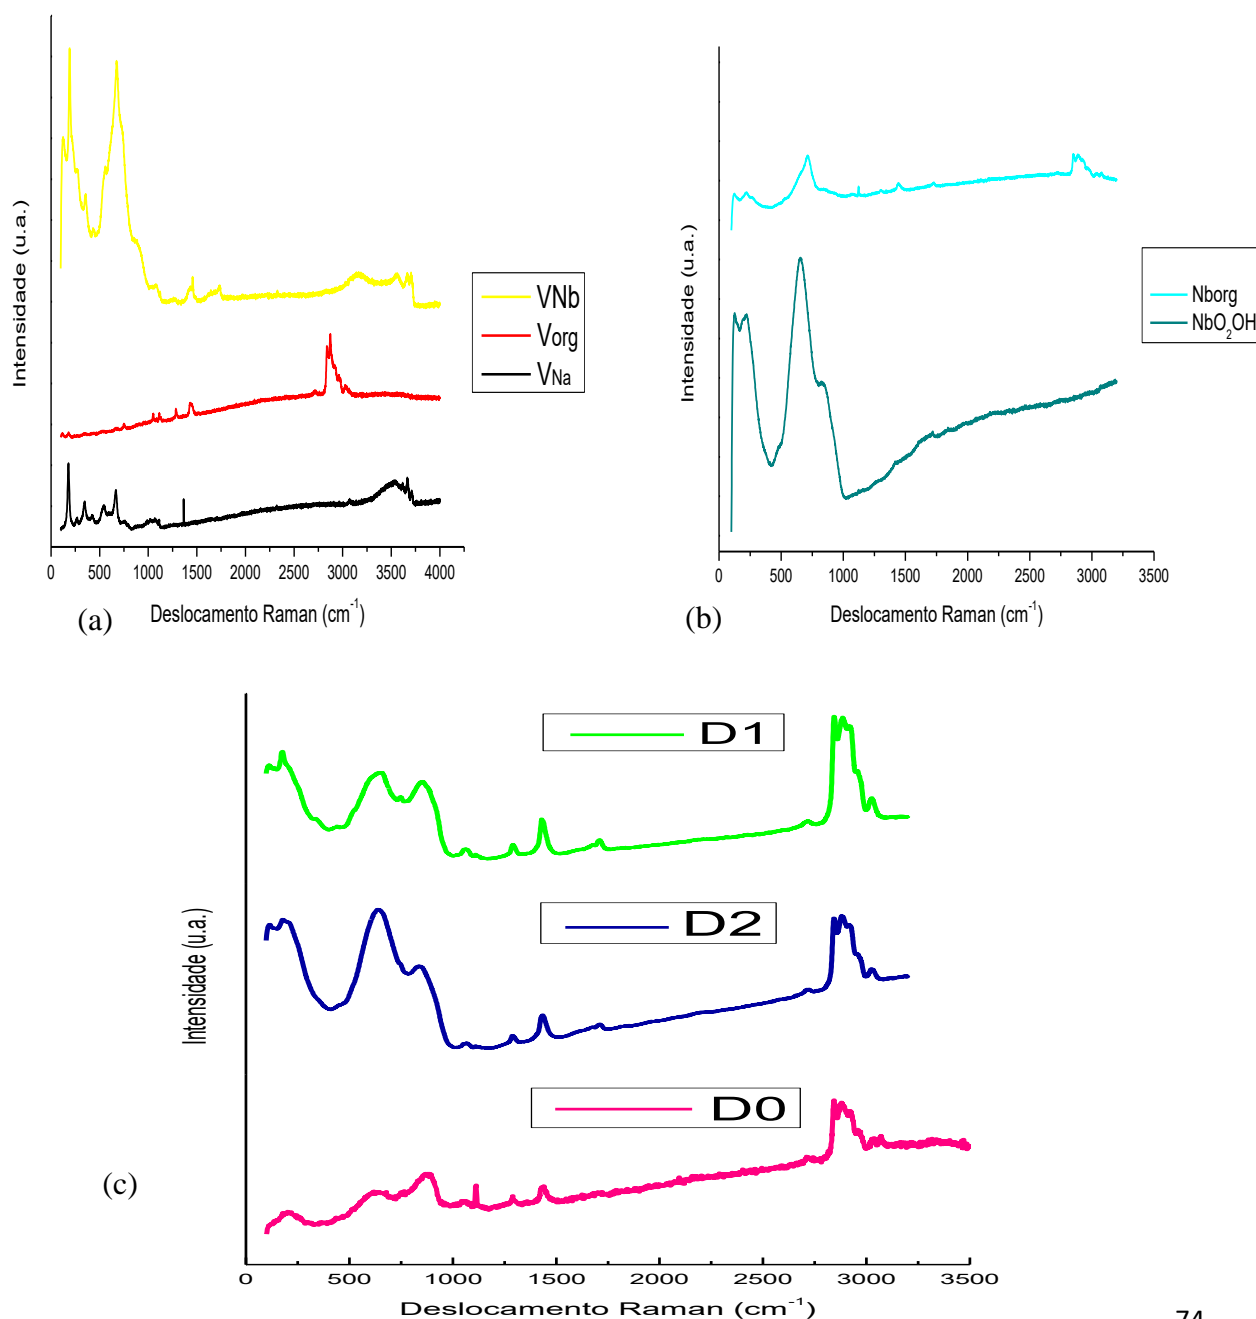 Intensidade (u.a.)
VNb
Vorg
VNa
0 500 1000 1500 2000 2500 3000 3500 4000
Deslocamento Raman (cm-1)
(a)
Intensidade (u.a.)
Nborg
NbO2OH
0 500 1000 1500 2000 2500 3000 3500
Deslocamento Raman (cm-1)
(b)
Intensidade (u.a.)
D1
D2
D0
(c)
0 500 1000 1500 2000 2500 3000 3500
Deslocamento Raman (cm-1)
74